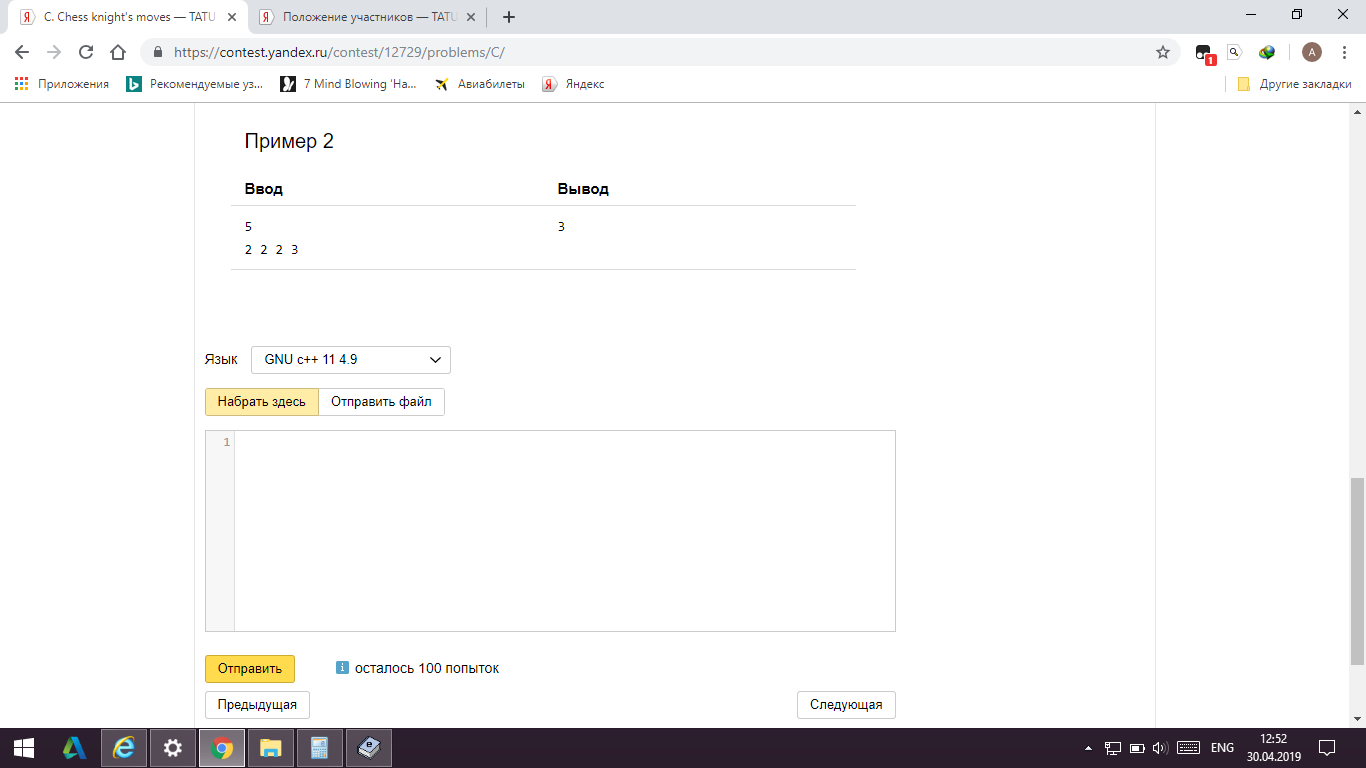 C. Chess knight's moves — TATU
Положение участников — TATU
https://contest.yandex.ru/contest/12729/problems/C/
1
A
Приложения
Рекомендуемые уз...
7 Mind Blowing 'Ha...
Авиабилеты
Яндекс
Другие закладки
Пример 2
Ввод Вывод
5 3
2 2 2 3
Язык GNU c++ 11 4.9
Набрать здесь Отправить файл
1
Отправить осталось 100 попыток
Предыдущая Следующая
ENG
12:52
30.04.2019